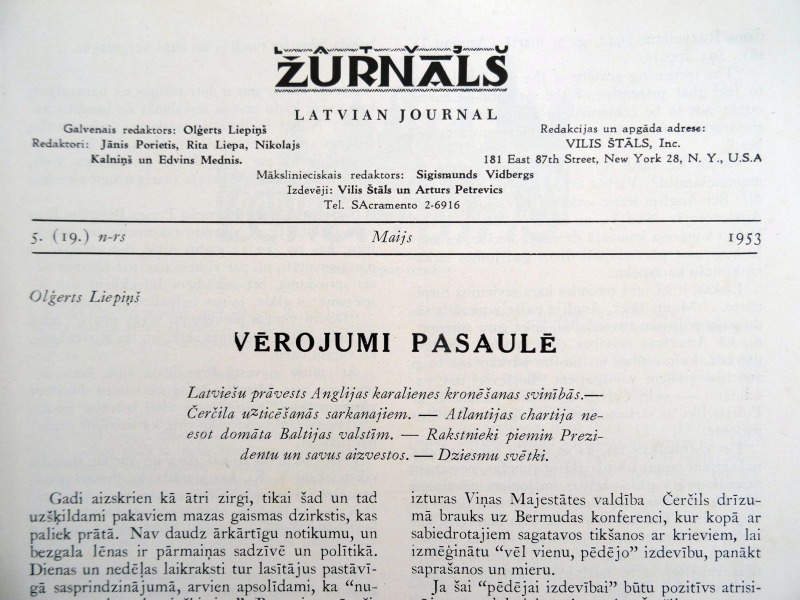 LATVJU
ŽURNĀLS
LATVIAN JOURNAL
Galvenais redaktors: Olģerts Liepiņš
Redaktori: Jānis Porietis, Rita Liepa, Nikolajs
Kalniņš un Edvins Mednis.
Redakcijas un apgāda adrese:
VILIS ŠTĀLS, Inc.
181 East 87th Street, New York 28, N. Y., U.S.A
Mākslinieciskais redaktors: Sigismunds Vidbergs
Izdevēji: Vilis Štāls un Arturs Petrevics
Tel. SAcramento 2-6916
5. (19.) n-rs Maijs 1953
Olģerts Liepiņš
VĒROJUMI PASAULĒ
Latviešu prāvests Anglijas karalienes kronēšanas svinībās.—
Čerčila uzticēšanās sarkanajiem. — Atlantijas chartija ne-
esot domāta Baltijas valstīm. — Rakstnieki piemin Prezi-
dentu un savus aizvestos. — Dziesmu svētki.
Gadi aizskrien kā ātri zirgi, tikai šad un tad
uzšķildami pakaviem mazas gaismas dzirkstis, kas
paliek prātā. Nav daudz ārkārtīgu notikumu, un
bezgala lēnas ir pārmaiņas sadzīvē un politikā.
Dienas un nedēļas laikraksti tur lasītājus pastāvī-
gā sasprindzinājumā, arvien apsolīdami, ka “nu-
izturas Viņas Majestātes valdība Čerčils drīzu-
mā brauks uz Bermudas konferenci, kur kopā ar
sabiedrotajiem sagatavos tikšanos ar krieviem, lai
izmēģinātu “vēl vienu, pēdējo” izdevību, panākt
saprašanos un mieru.
Ja šai “pēdējai izdevībai” būtu pozitīvs atrisi-